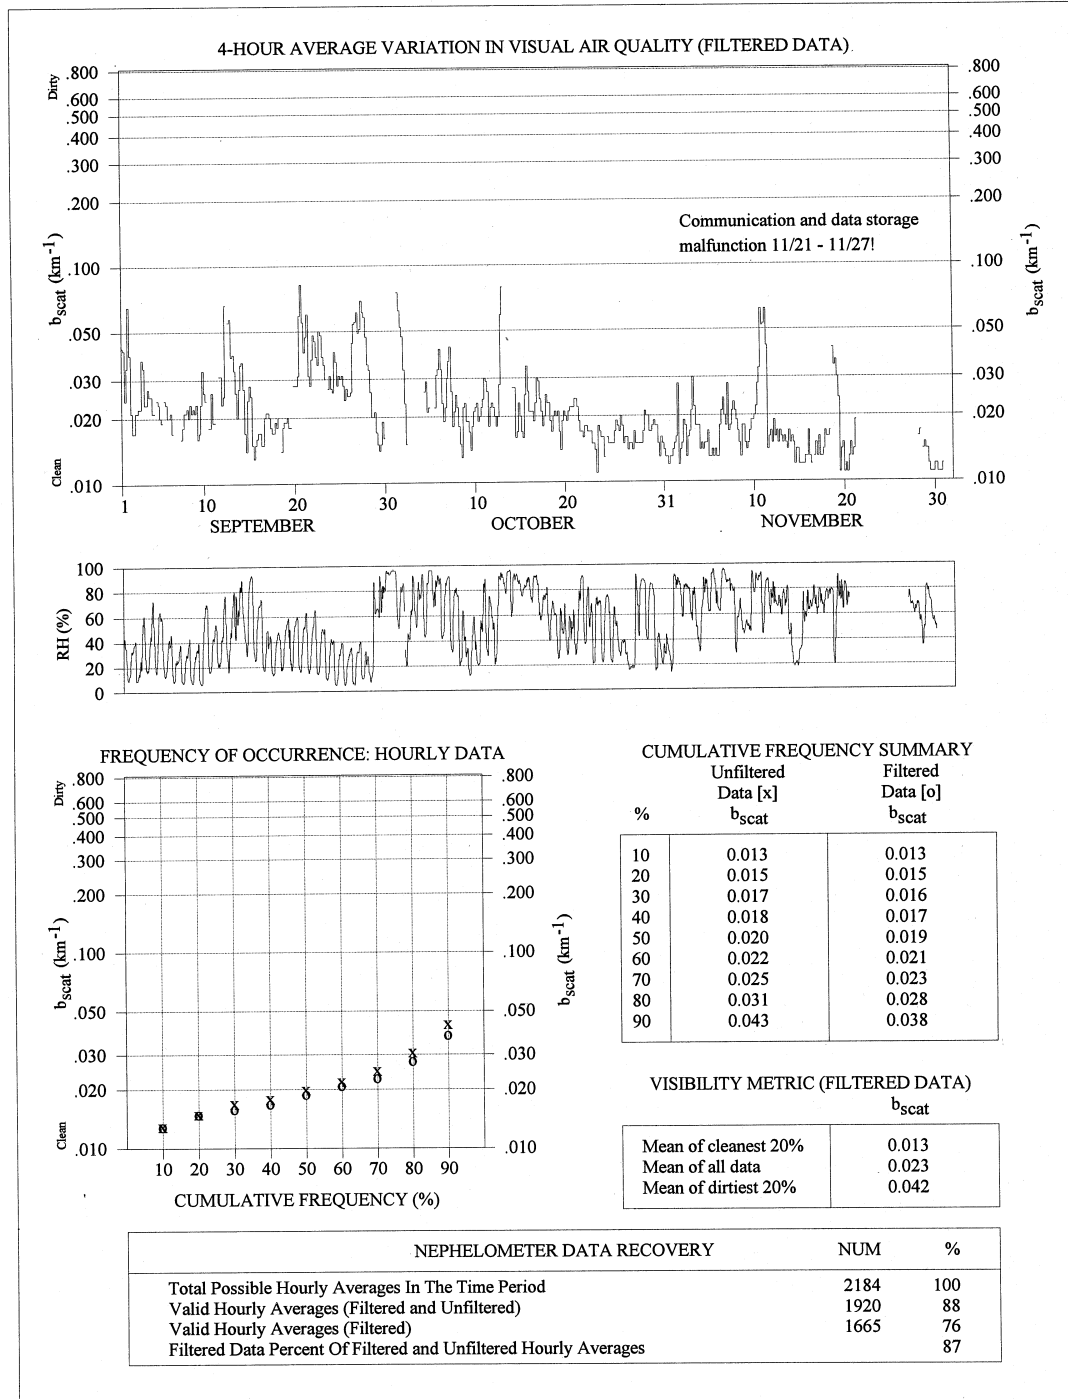 4-HOUR AVERAGE VARIATION IN VISUAL AIR QUALITY (FILTERED DATA)
Dirty
.800 .800
.600 .600
.500 .500
.400 .400
.300 .300
.200 .200
Communication and data storage
malfunction 11/21 - 11/27!
bscat (km-1) bscat (km-1)
.100 .100
.050 .050
.030 .030
.020 .020
Clean
.010 .010
1 10 20 30 10 20 31 10 20 30
SEPTEMBER OCTOBER NOVEMBER
RH (%)
100
80
60
40
20
0
FREQUENCY OF OCCURRENCE: HOURLY DATA
Dirty
.800 .800
.600 .600
.500 .500
.400 .400
.300 .300
.200 .200
bscat (km-1) bscat (km-1)
.100 .100
.050 .050
.030 .030
.020 .020
Clean
.010 .010
10 20 30 40 50 60 70 80 90
CUMULATIVE FREQUENCY (%)
CUMULATIVE FREQUENCY SUMMARY
Unfiltered Filtered
Data [x] Data [o]
% bscat bscat
10 0.013 0.013
20 0.015 0.015
30 0.017 0.016
40 0.018 0.017
50 0.020 0.019
60 0.022 0.021
70 0.025 0.023
80 0.031 0.028
90 0.043 0.038
VISIBILITY METRIC (FILTERED DATA)
bscat
Mean of cleanest 20% 0.013
Mean of all data 0.023
Mean of dirtiest 20% 0.042
NEPHELOMETER DATA RECOVERY NUM %
Total Possible Hourly Averages In The Time Period 2184 100
Valid Hourly Averages (Filtered and Unfiltered) 1920 88
Valid Hourly Averages (Filtered) 1665 76
Filtered Data Percent Of Filtered and Unfiltered Hourly Averages 87